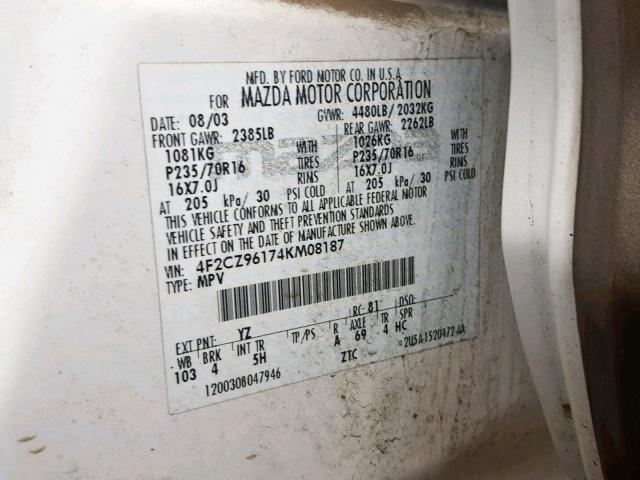 MFD. BY FORD MOTOR CO. IN U.S.A.
FOR MAZDA MOTOR CORPORATION
DATE: 08/03 GVWR: 4480LB/ 2032KG
FRONT GAWR: 2385LB REAR GAWR: 2262LB
1081KG WITH 1026KG WITH
P235/70R16 TIRES P235/70R16 TIRES
16X7.0J RIMS 16X7.0J RIMS
AT 205 kPa/ 30 PSI COLD AT 205 kPa/ 30 PSI COLD
THIS VEHICLE CONFORMS TO ALL APPLICABLE FEDERAL MOTOR
VEHICLE SAFETY AND THEFT PREVENTION STANDARDS
IN EFFECT ON THE DATE OF MANUFACTURE SHOWN ABOVE
VIN: 4F2CZ96174KM08187
TYPE: MPV
EXT PNT: YZ RC: 81 DSO:
WB BRK INT TR TP/PS R AXLE TR SPR
103 4 5H A 69 4 HC
1200308047946 ZTC 2U5A-1520472-AA